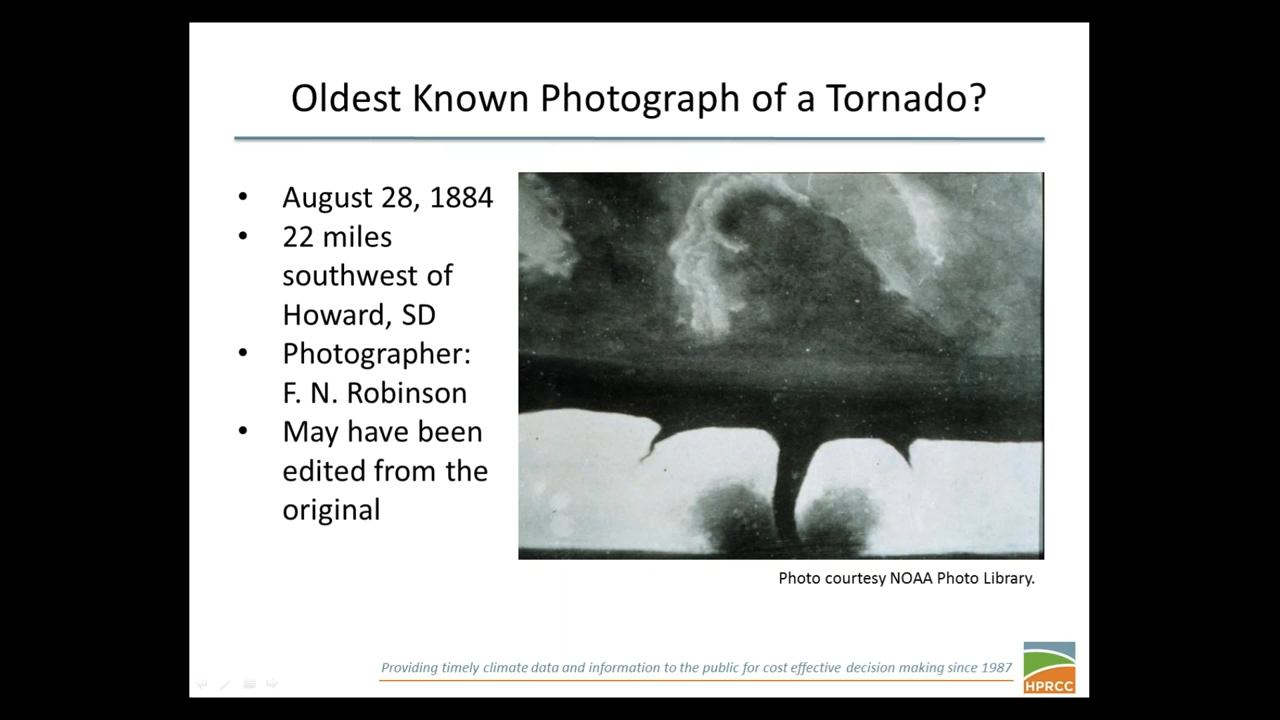 Oldest Known Photograph of a Tornado?
• August 28, 1884
• 22 miles
southwest of
Howard, SD
• Photographer:
F. N. Robinson
• May have been
edited from the
original
Photo courtesy NOAA Photo Library.
Providing timely climate data and information to the public for cost effective decision making since 1987
HPRCC